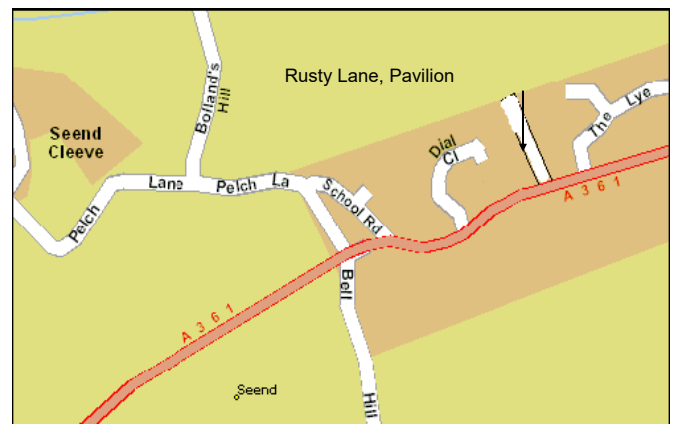 Rusty Lane, Pavilion
Bolland's
Hill
Seend
Cleeve
The Lye
Dial
Cl
Pelch
Lane
Pelch La
School Rd
A 3 6 1
Bell
Hill
A 3 6 1
Seend